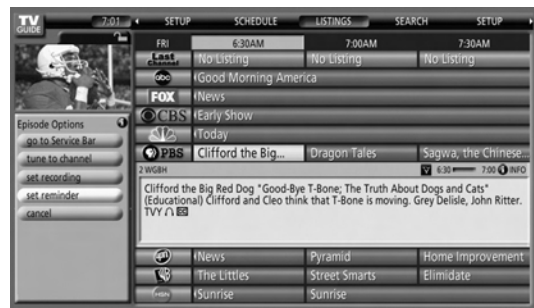 TV GUIDE
7:01 SETUP SCHEDULE LISTINGS SEARCH SETUP
FRI 6:30AM 7:00AM 7:30AM
Last Channel No Listing No Listing No Listing
abc Good Morning America
FOX News
CBS Early Show
Today
PBS Clifford the Big... Dragon Tales Sagwa, the Chinese...
Episode Options
go to Service Bar
tune to channel
set recording
set reminder
cancel
2 WGBH V 6:30 7:00 INFO
Clifford the Big Red Dog "Good-Bye T-Bone; The Truth About Dogs and Cats"
(Educational) Clifford and Cleo think that T-Bone is moving. Grey Delisle, John Ritter.
TVY
News Pyramid Home Improvement
The Littles Street Smarts Elimidate
Sunrise Sunrise